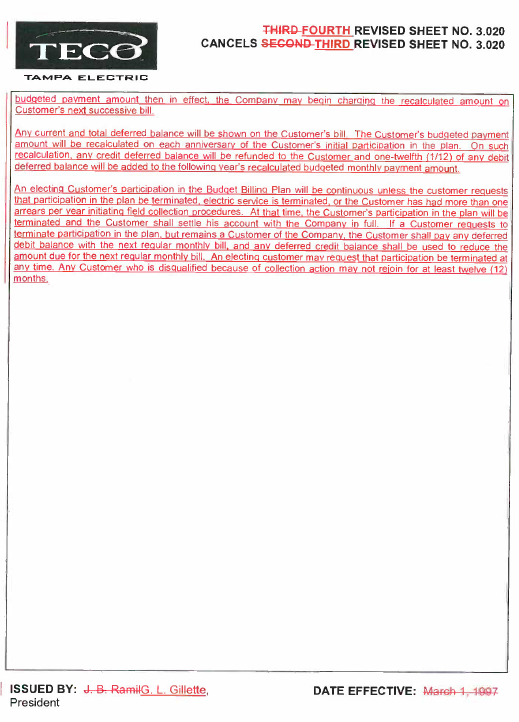 THIRD FOURTH REVISED SHEET NO. 3.020
CANCELS SECOND THIRD REVISED SHEET NO. 3.020
TECO
TAMPA ELECTRIC
budgeted payment amount then in effect, the Company may begin charging the recalculated amount on
Customer's next successive bill.
Any current and total deferred balance will be shown on the Customer's bill. The Customer's budgeted payment
amount will be recalculated on each anniversary of the Customer's initial participation in the plan. On such
recalculation, any credit deferred balance will be refunded to the Customer and one-twelfth (1/12) of any debit
deferred balance will be added to the following year's recalculated budgeted monthly payment amount.
An electing Customer's participation in the Budget Billing Plan will be continuous unless the customer requests
that participation in the plan be terminated, electric service is terminated, or the Customer has had more than one
arrears per year initiating field collection procedures. At that time, the Customer's participation in the plan will be
terminated and the Customer shall settle his account with the Company in full. If a Customer requests to
terminate participation in the plan, but remains a Customer of the Company, the Customer shall pay any deferred
debit balance with the next regular monthly bill, and any deferred credit balance shall be used to reduce the
amount due for the next regular monthly bill. An electing customer may request that participation be terminated at
any time. Any Customer who is disqualified because of collection action may not rejoin for at least twelve (12)
months.
ISSUED BY: J. B. RamilG. L. Gillette, DATE EFFECTIVE: March 1, 1997
President